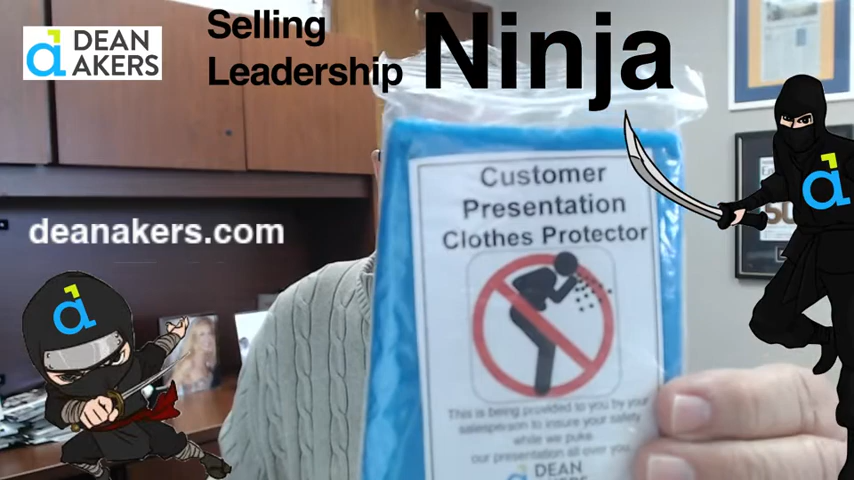 DEAN
AKERS
Selling
Leadership
Ninja
deanakers.com
Customer
Presentation
Clothes Protector
This is being provided to you by your
salesperson to insure your safety
while we puke
our presentation all over you.
DEAN